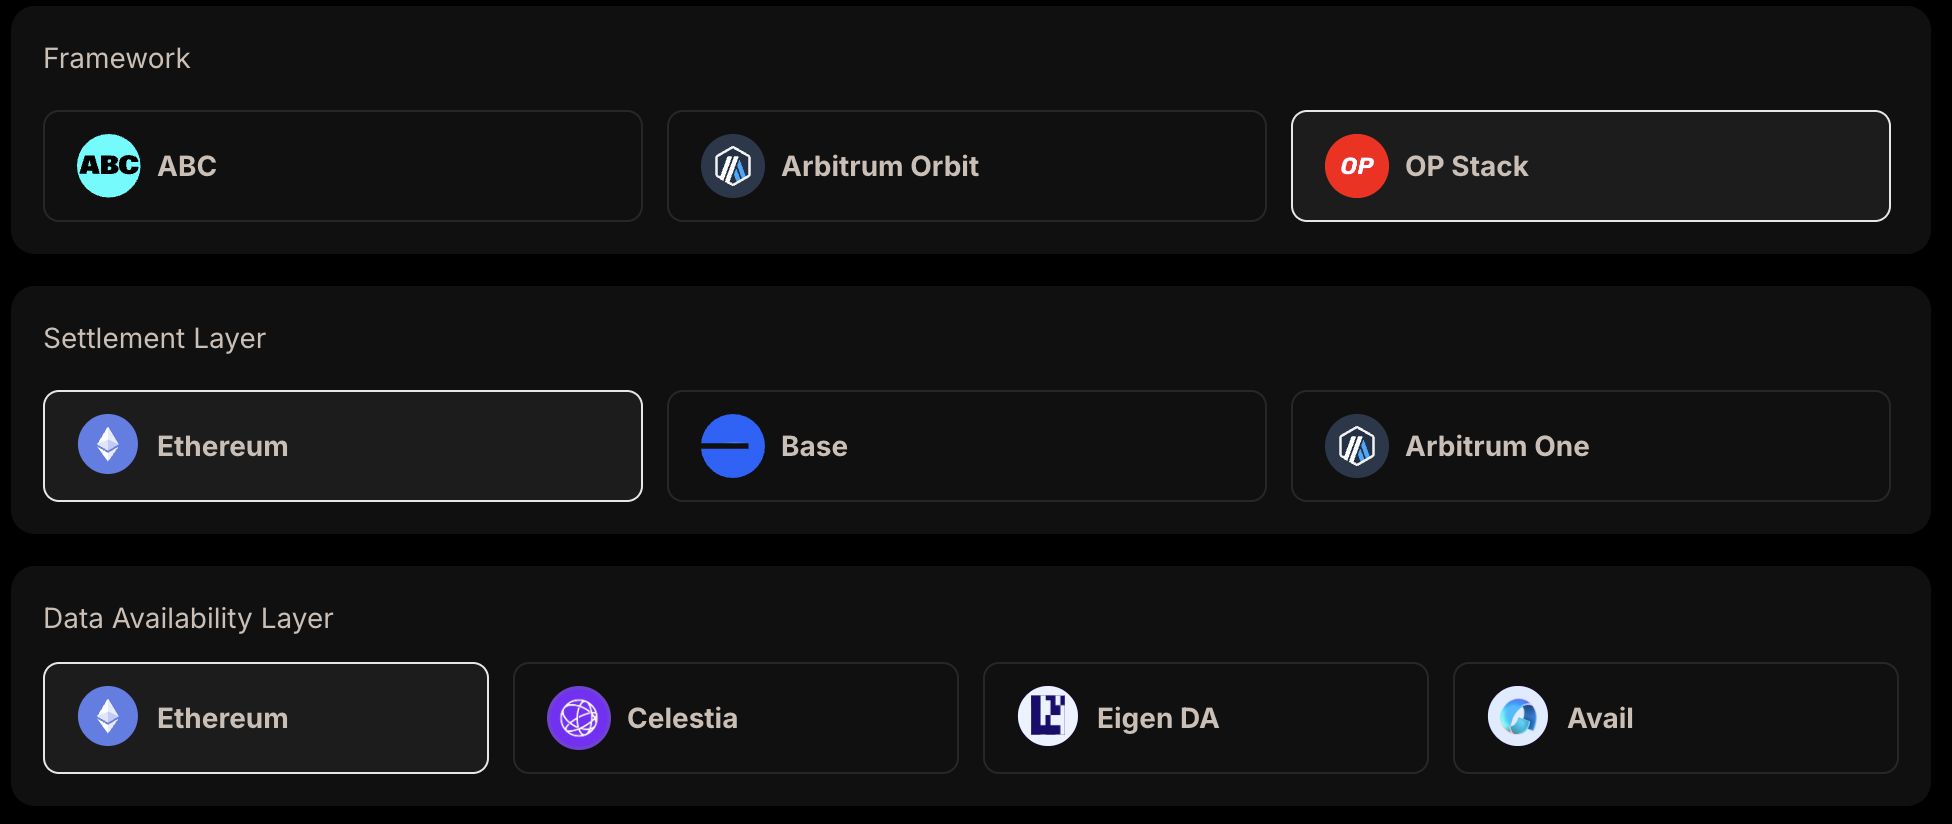 Framework
ABC ABC
Arbitrum Orbit
OP OP Stack
Settlement Layer
Ethereum
Base
Arbitrum One
Data Availability Layer
Ethereum
Celestia
Eigen DA
Avail